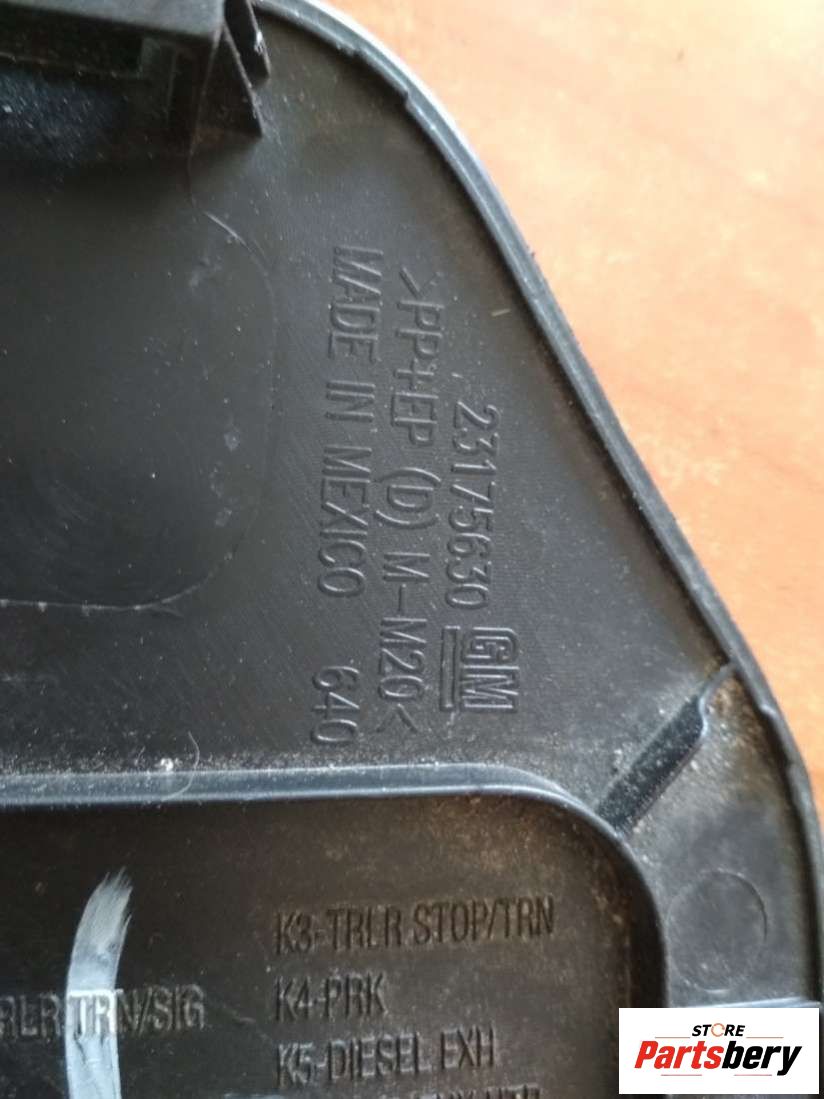 23175630 GM
>PP+EP (D) M-M20<
MADE IN MEXICO 640
K3-TRLR STOP/TRN
K4-PRK
TRN/SIG
K5-DIESEL EXH
STORE
Partsbery